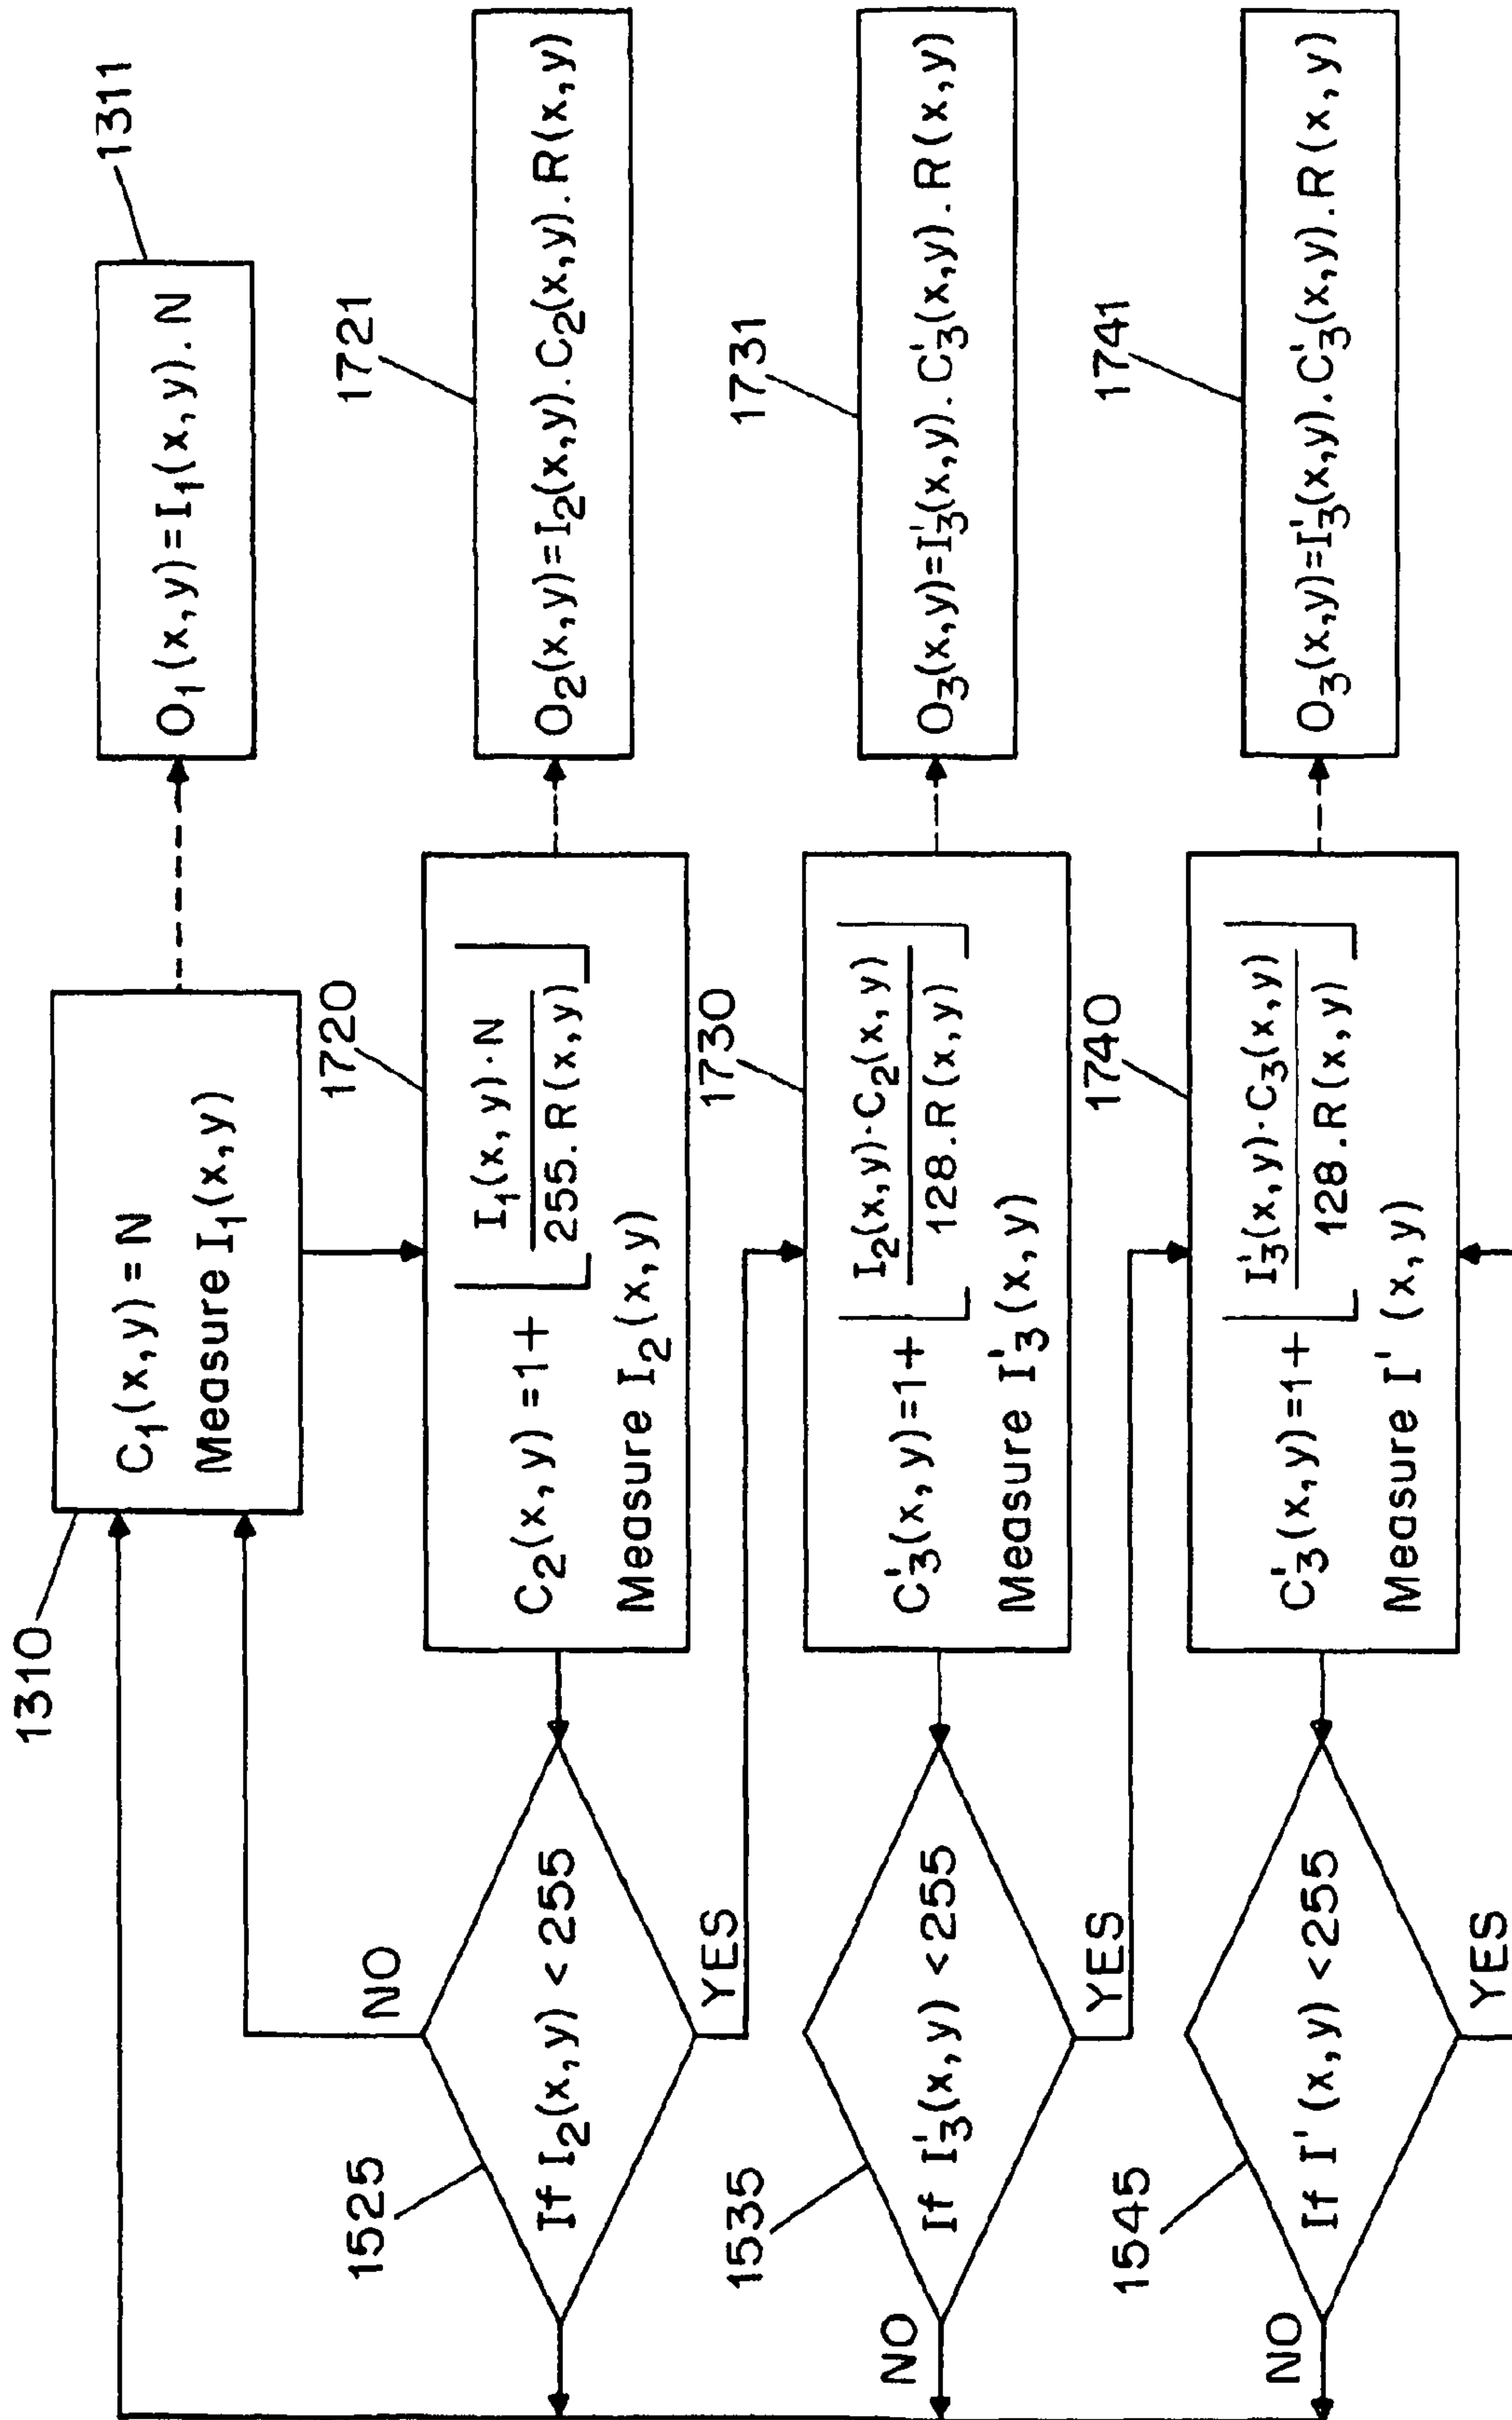 1310
C₁(x,y) = N
Measure I₁(x,y)
1311
O₁(x,y)=I₁(x,y).N
NO
1525
If I₂(x,y) <255
YES
1720
C₂(x,y) =1+ ⌊ I₁(x,y)·N / 255.R(x,y) ⌋
Measure I₂(x,y)
1721
O₂(x,y)=I₂(x,y).C₂(x,y).R(x,y)
1535
If I'₃(x,y) <255
NO
YES
1730
C'₃(x,y)=1+ ⌊ I₂(x,y)·C₂(x,y) / 128.R(x,y) ⌋
Measure I'₃(x,y)
1731
O₃(x,y)=I'₃(x,y).C'₃(x,y).R(x,y)
1545
If I'(x,y) <255
NO
YES
1740
C'₃(x,y)=1+ ⌊ I'₃(x,y)·C₃(x,y) / 128.R(x,y) ⌋
Measure I' (x,y)
1741
O₃(x,y)=I'₃(x,y).C'₃(x,y).R(x,y)